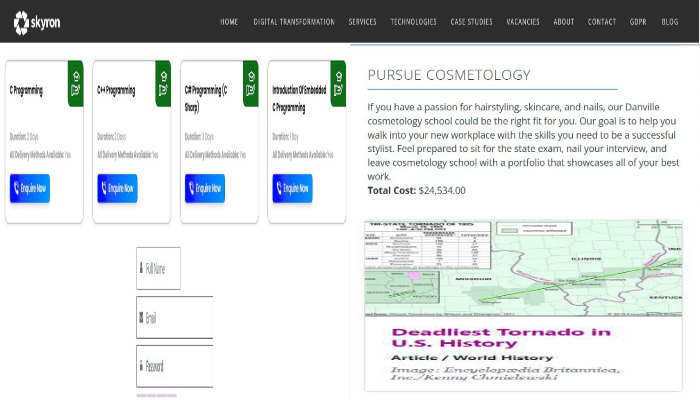 skyron
HOME DIGITAL TRANSFORMATION SERVICES TECHNOLOGIES CASE STUDIES VACANCIES ABOUT CONTACT GDPR BLOG
C Programming
Duration: 2 Days
All Delivery Methods Available: Yes
Enquire Now
C++ Programming
Duration: 2 Days
All Delivery Methods Available: Yes
Enquire Now
C# Programming (C
Sharp)
Duration: 3 Days
All Delivery Methods Available: Yes
Enquire Now
Introduction Of Embedded
C Programming
Duration: 1 Day
All Delivery Methods Available: Yes
Enquire Now
Full Name
Email
Password
PURSUE COSMETOLOGY
If you have a passion for hairstyling, skincare, and nails, our Danville
cosmetology school could be the right fit for you. Our goal is to help you
walk into your new workplace with the skills you need to be a successful
stylist. Feel prepared to sit for the state exam, nail your interview, and
leave cosmetology school with a portfolio that showcases all of your best
work.
Total Cost: $24,534.00
TRI-STATE TORNADO OF 1925
ILLINOIS
MISSOURI
KENTUCKY
Deadliest Tornado in
U.S. History
Article / World History
Image: Encyclopædia Britannica,
Inc./Kenny Chmielewski